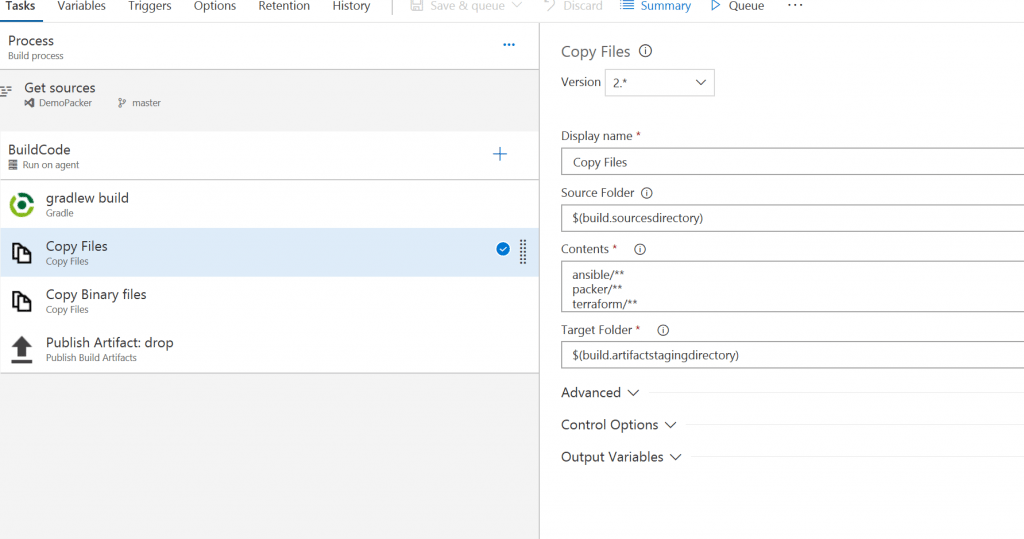 Tasks Variables Triggers Options Retention History Save & queue Discard Summary Queue ...
Process
Build process
Get sources
DemoPacker master
BuildCode
Run on agent
gradlew build
Gradle
Copy Files
Copy Files
Copy Binary files
Copy Files
Publish Artifact: drop
Publish Build Artifacts
Copy Files
Version 2.*
Display name *
Copy Files
Source Folder
$(build.sourcesdirectory)
Contents *
ansible/**
packer/**
terraform/**
Target Folder *
$(build.artifactstagingdirectory)
Advanced
Control Options
Output Variables